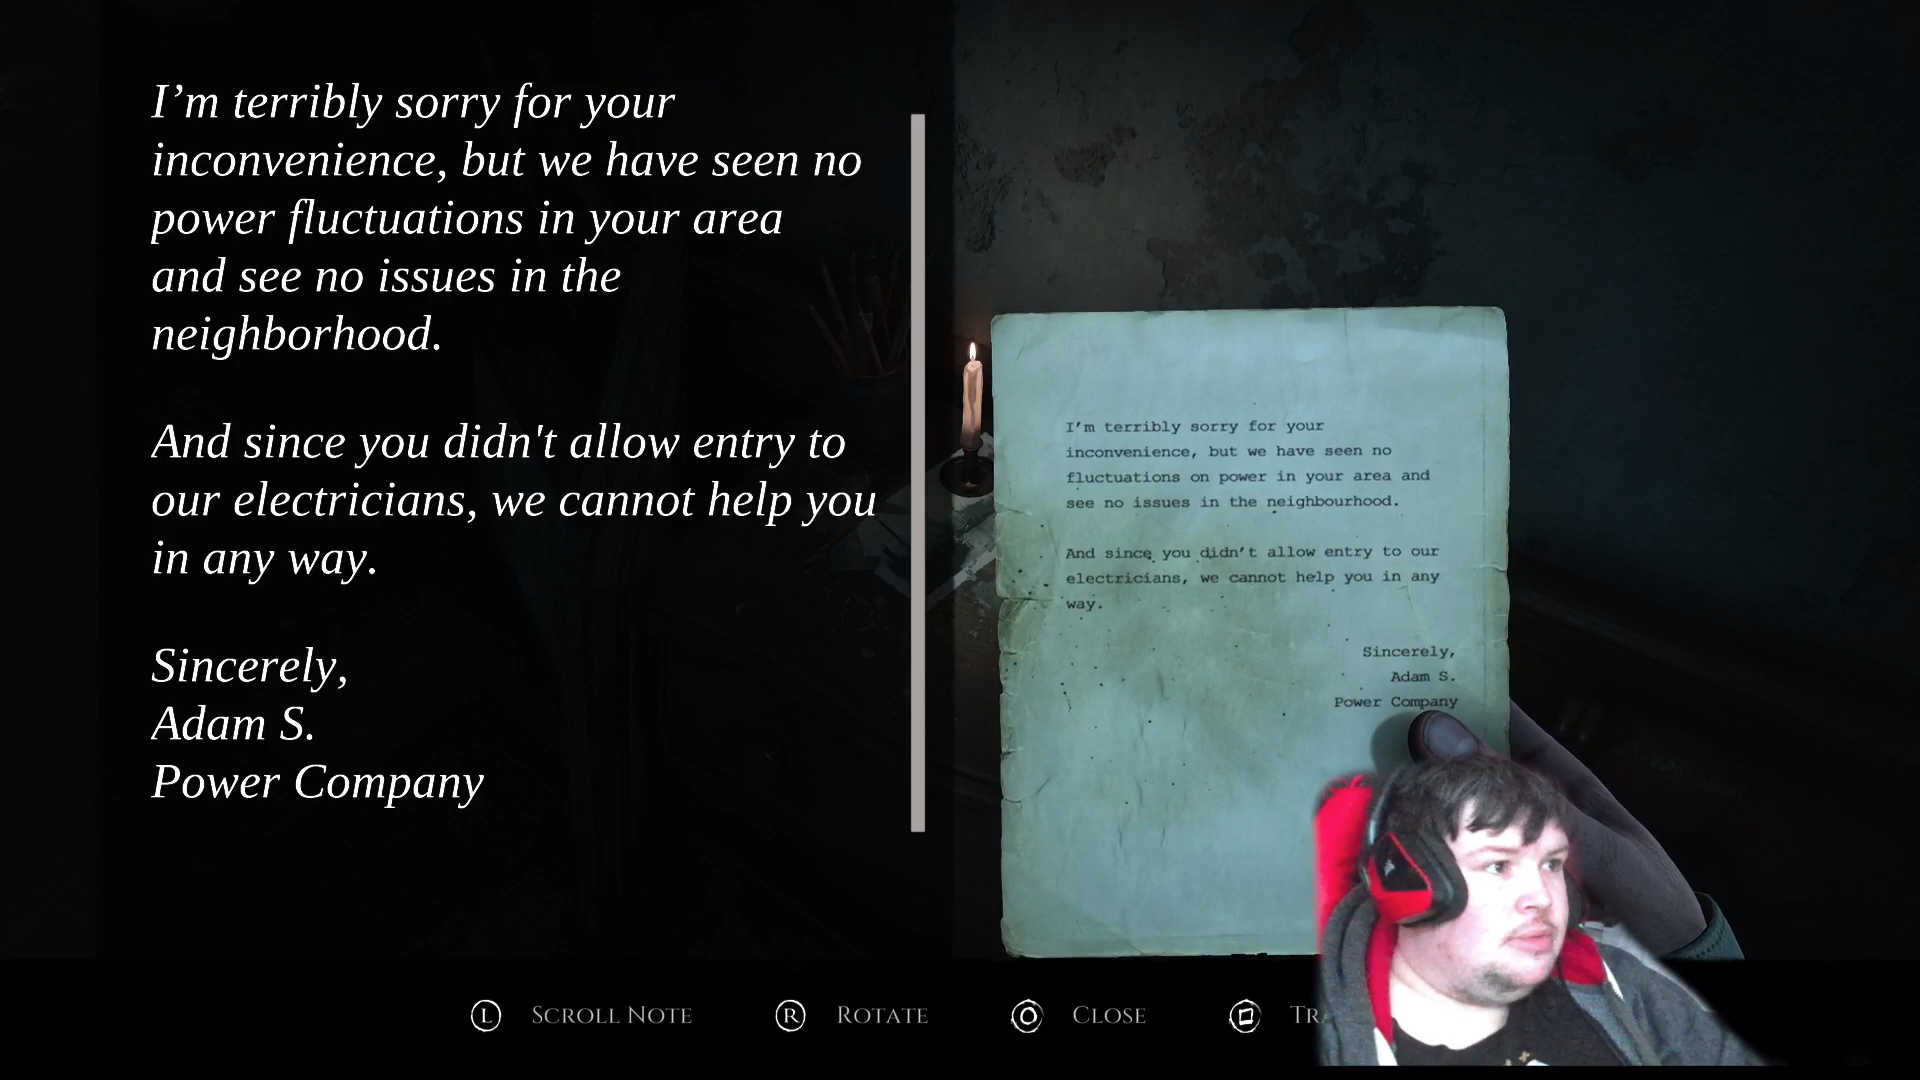 I’m terribly sorry for your
inconvenience, but we have seen no
power fluctuations in your area
and see no issues in the
neighborhood.
And since you didn't allow entry to
our electricians, we cannot help you
in any way.
Sincerely,
Adam S.
Power Company
I’m terribly sorry for your
inconvenience, but we have seen no
fluctuations on power in your area and
see no issues in the neighbourhood.
And since you didn’t allow entry to our
electricians, we cannot help you in any
way.
Sincerely,
Adam S.
Power Company
L SCROLL NOTE R ROTATE CLOSE